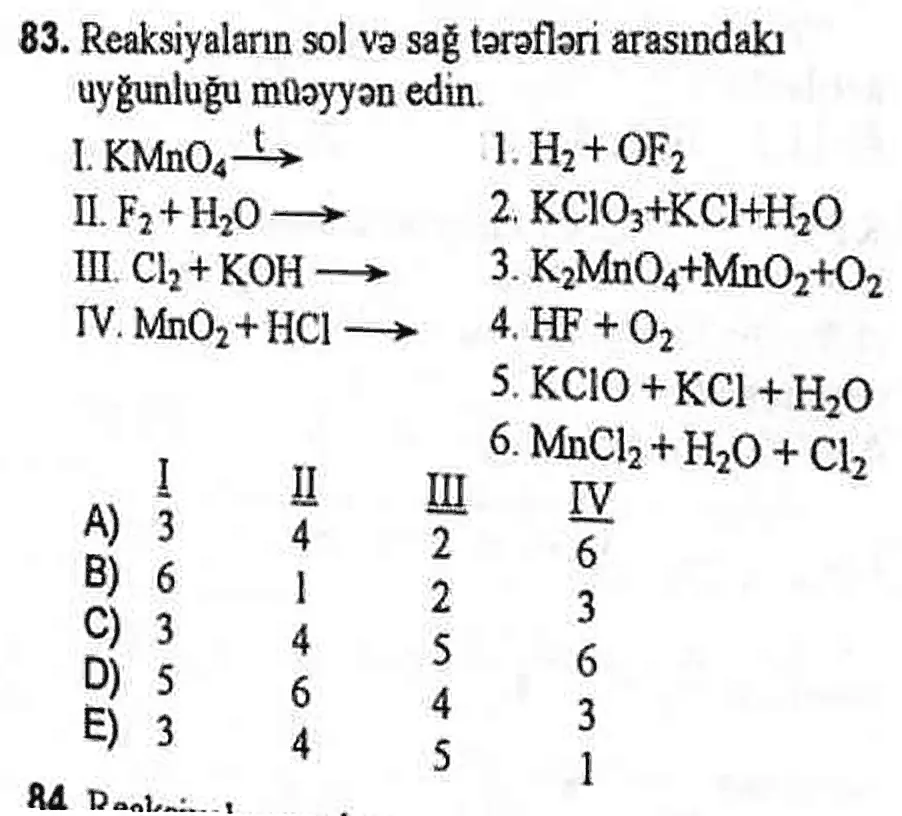 83. Reaksiyaların sol və sağ tərəfləri arasındakı
uyğunluğu müəyyən edin.
I. KMnO₄ —t→ 1. H₂ + OF₂
II. F₂ + H₂O ⟶ 2. KClO₃+KCl+H₂O
III. Cl₂ + KOH ⟶ 3. K₂MnO₄+MnO₂+O₂
IV. MnO₂ + HCl ⟶ 4. HF + O₂
5. KClO + KCl + H₂O
6. MnCl₂ + H₂O + Cl₂
I II III IV
A) 3 4 2 6
B) 6 1 2 3
C) 3 4 5 6
D) 5 6 4 3
E) 3 4 5 1
84